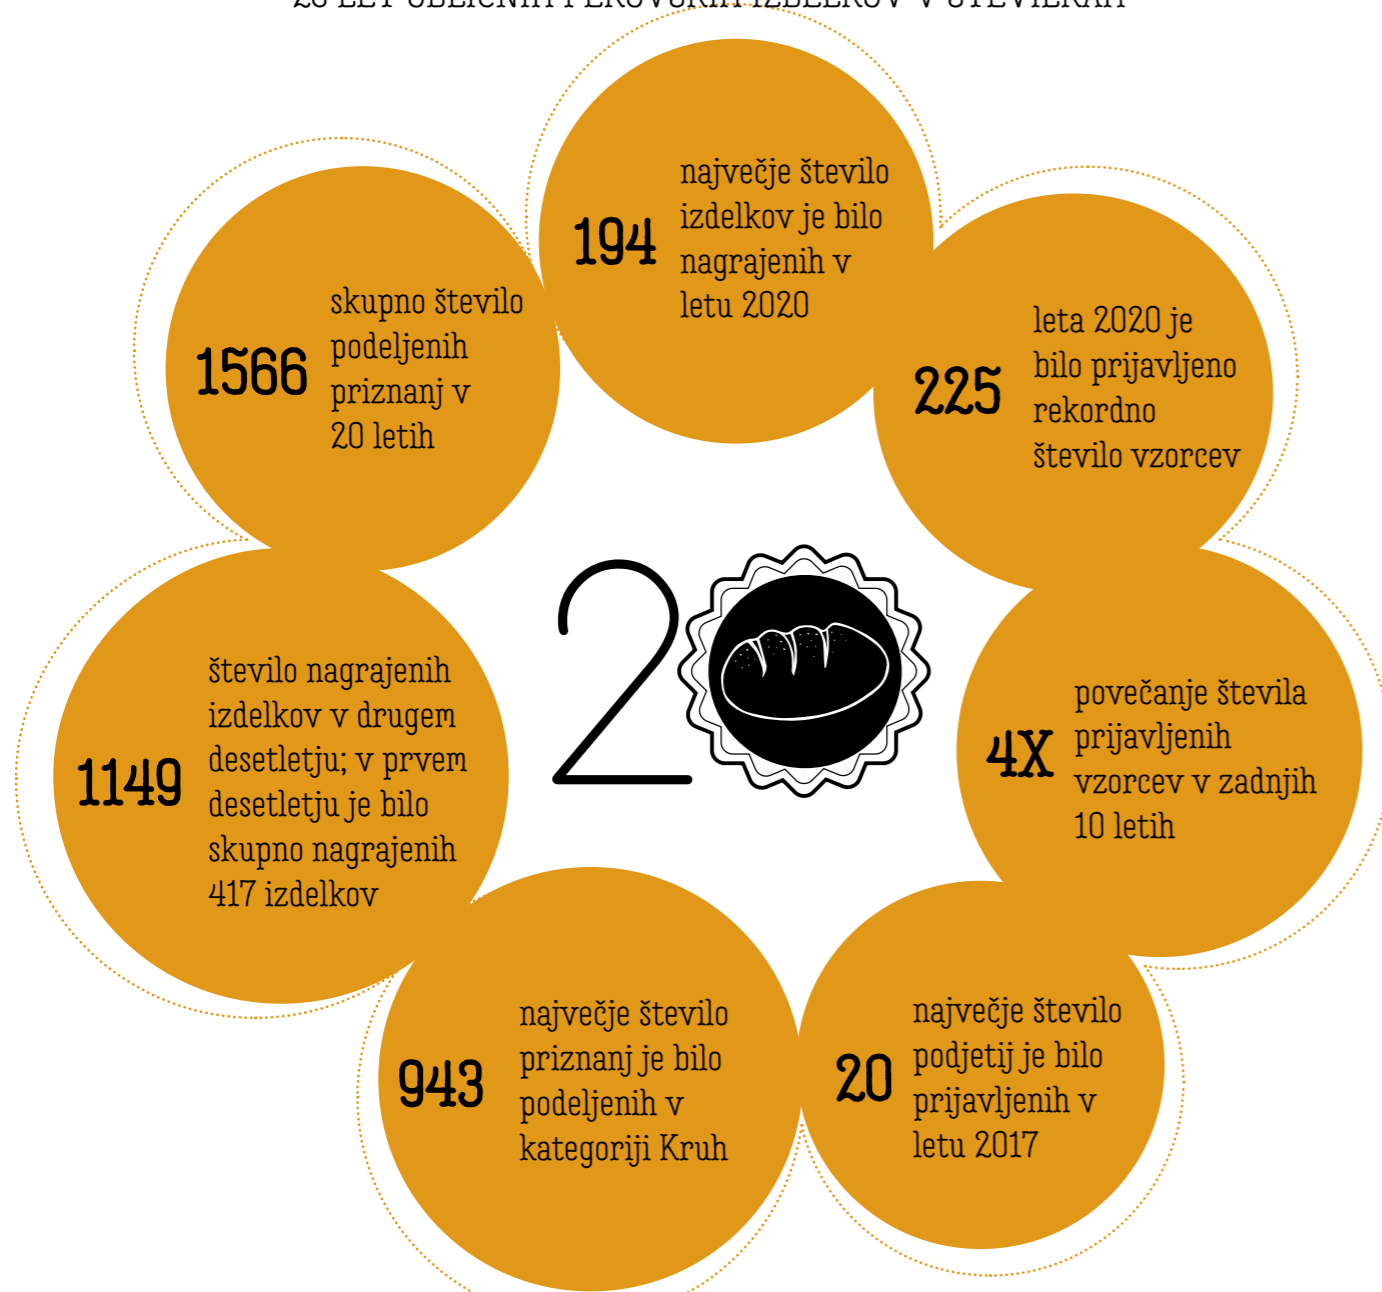 194
največje število
izdelkov je bilo
nagrajenih v
letu 2020
225
leta 2020 je
bilo prijavljeno
rekordno
število vzorcev
4X
povečanje števila
prijavljenih
vzorcev v zadnjih
10 letih
20
največje število
podjetij je bilo
prijavljenih v
letu 2017
943
največje število
priznanj je bilo
podeljenih v
kategoriji Kruh
1149
število nagrajenih
izdelkov v drugem
desetletju; v prvem
desetletju je bilo
skupno nagrajenih
417 izdelkov
1566
skupno število
podeljenih
priznanj v
20 letih
20